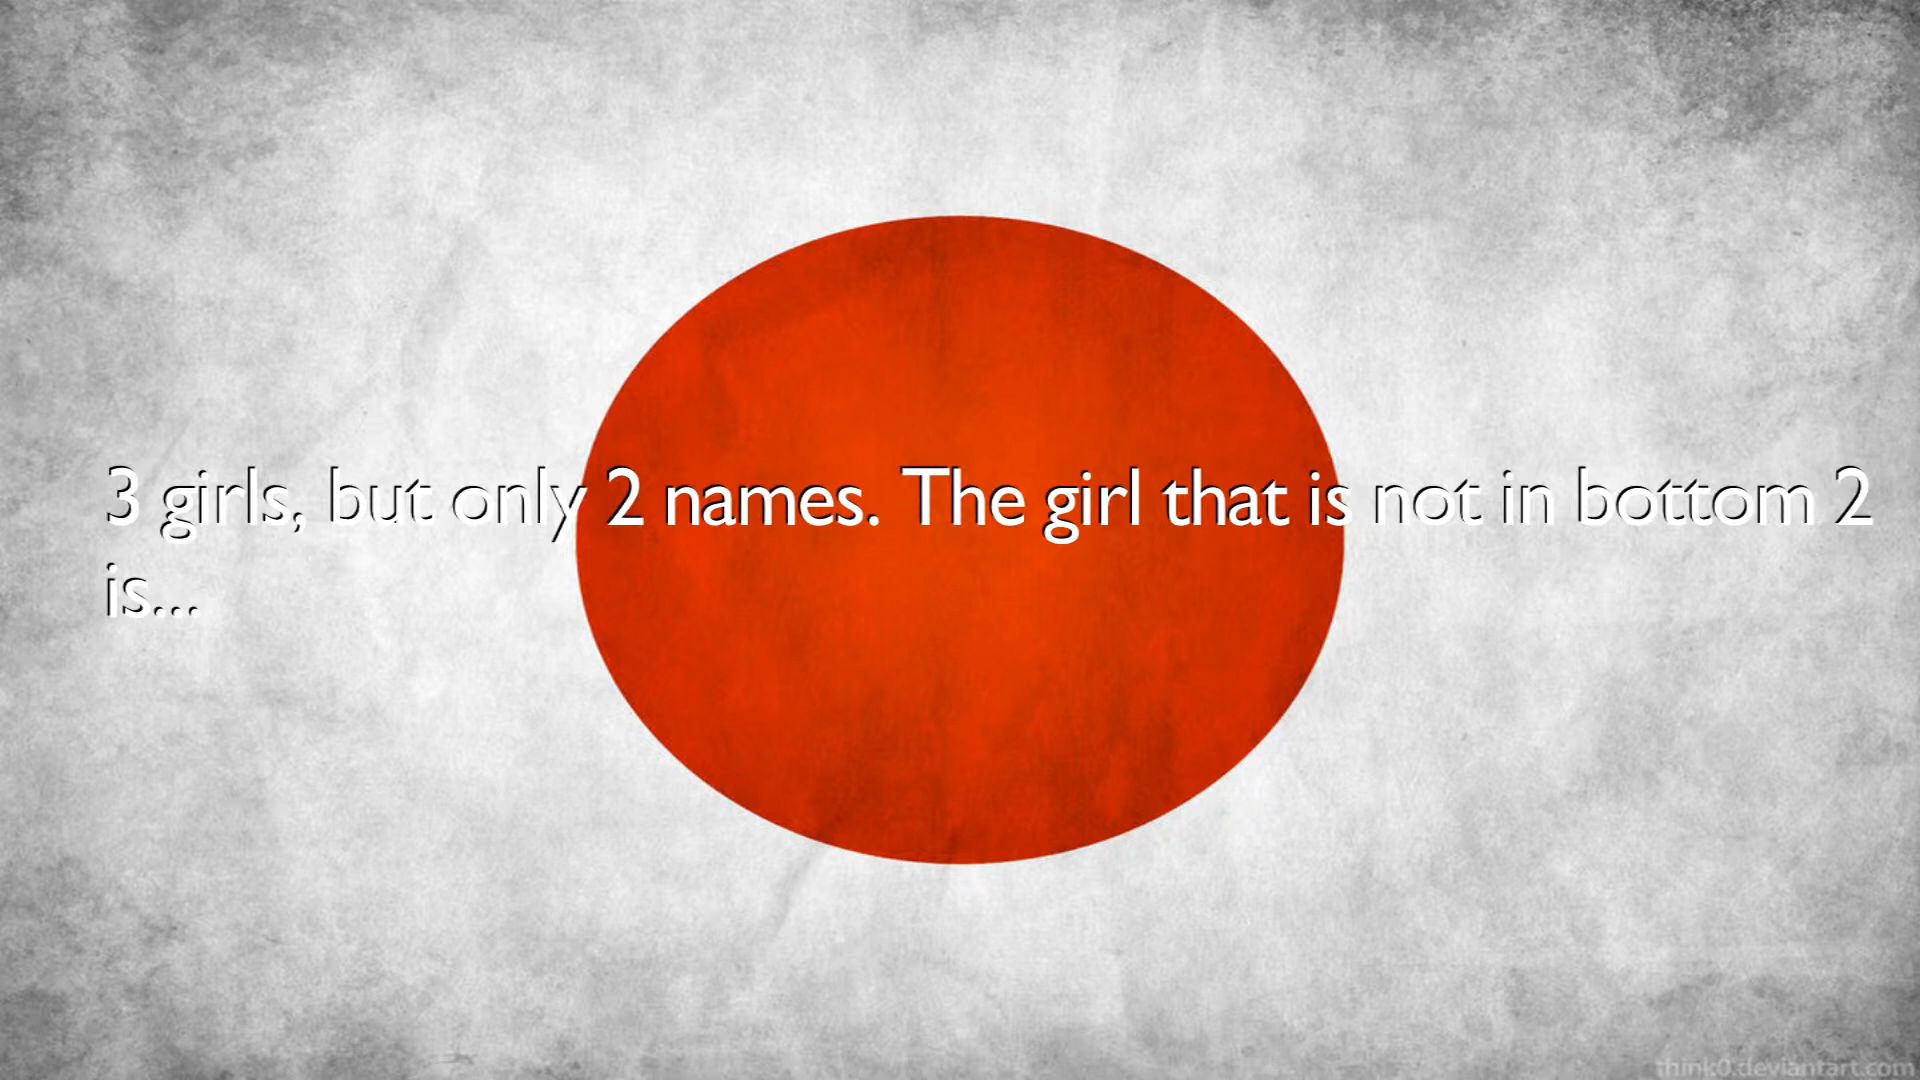 3 girls, but only 2 names. The girl that is not in bottom 2
is...
think0.deviantart.com